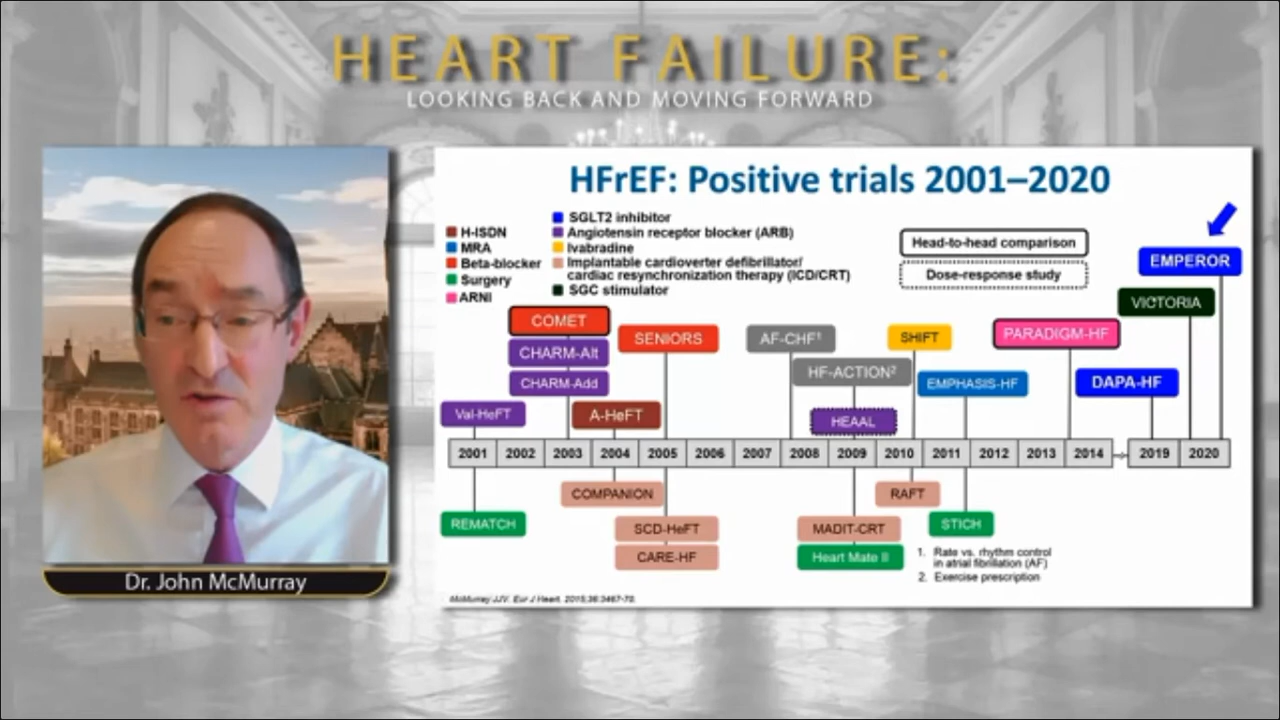 HEART FAILURE:
LOOKING BACK AND MOVING FORWARD
HFrEF: Positive trials 2001–2020
H-ISDN
MRA
Beta-blocker
Surgery
ARNI
SGLT2 inhibitor
Angiotensin receptor blocker (ARB)
Ivabradine
Implantable cardioverter defibrillator/
cardiac resynchronization therapy (ICD/CRT)
SGC stimulator
Head-to-head comparison
Dose-response study
EMPEROR
VICTORIA
COMET
SENIORS
AF-CHF¹
SHIFT
PARADIGM-HF
CHARM-Alt
HF-ACTION²
CHARM-Add
EMPHASIS-HF
DAPA-HF
Val-HeFT
A-HeFT
HEAAL
2001 2002 2003 2004 2005 2006 2007 2008 2009 2010 2011 2012 2013 2014 2019 2020
COMPANION
RAFT
REMATCH
SCD-HeFT
MADIT-CRT
STICH
CARE-HF
Heart Mate II
1. Rate vs. rhythm control
in atrial fibrillation (AF)
2. Exercise prescription
McMurray JJV. Eur J Heart. 2015;36:3467-70.
Dr. John McMurray